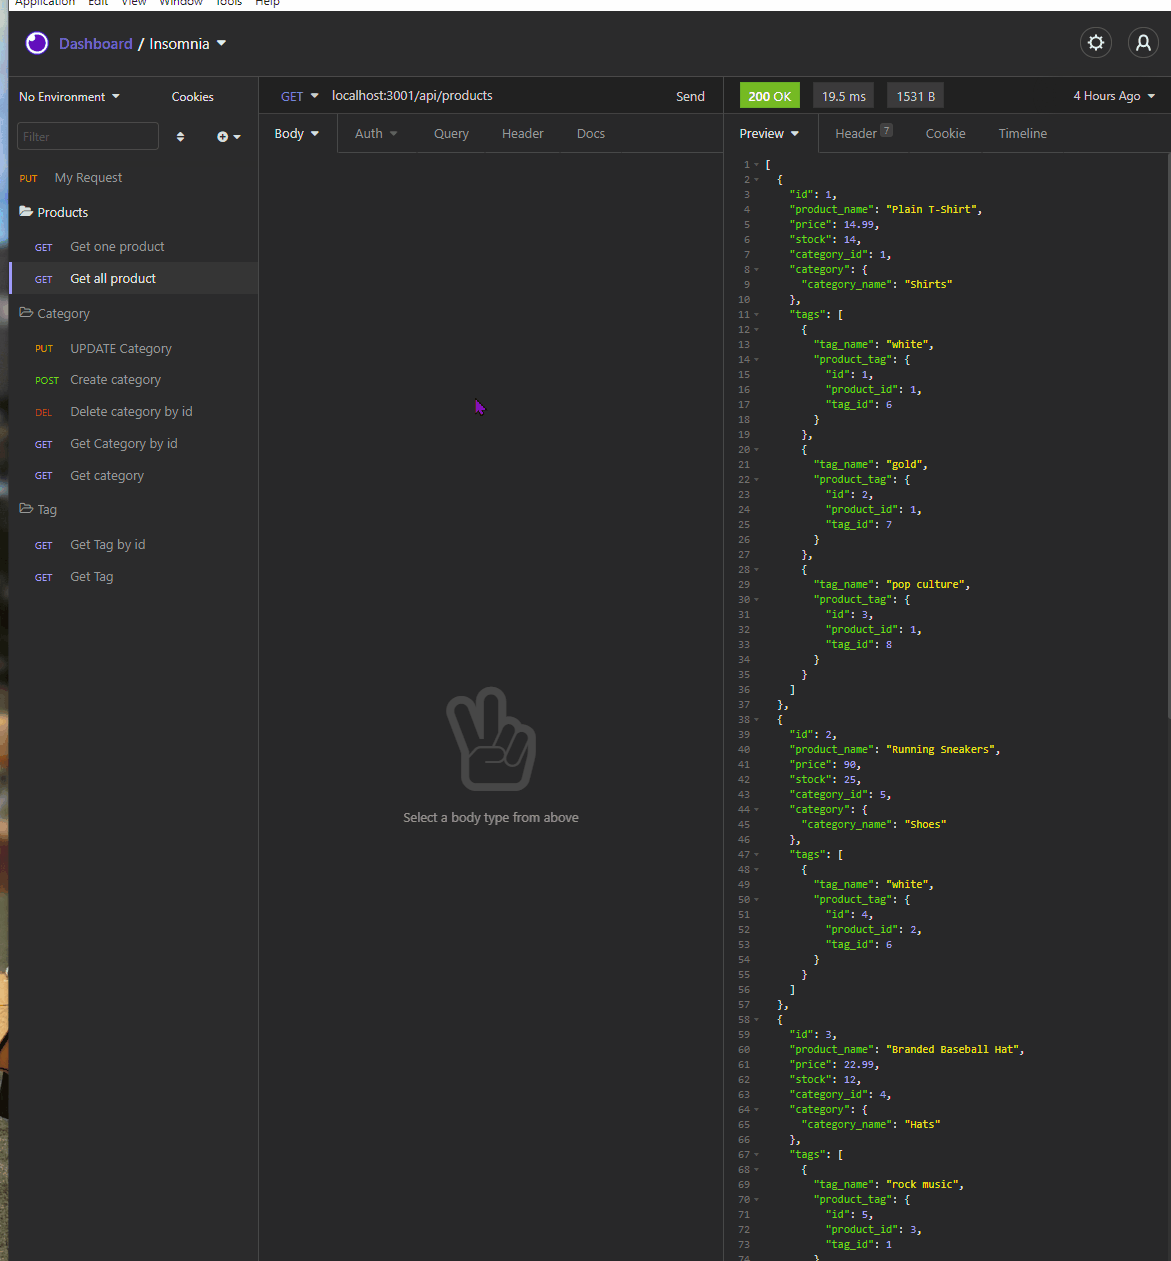 Application Edit View Window Tools Help
Dashboard / Insomnia
No Environment Cookies
Filter
PUT My Request
Products
GET Get one product
GET Get all product
Category
PUT UPDATE Category
POST Create category
DEL Delete category by id
GET Get Category by id
GET Get category
Tag
GET Get Tag by id
GET Get Tag
GET localhost:3001/api/products Send
Body Auth Query Header Docs
Select a body type from above
200 OK 19.5 ms 1531 B 4 Hours Ago
Preview Header 7 Cookie Timeline
1 [
2 {
3 "id": 1,
4 "product_name": "Plain T-Shirt",
5 "price": 14.99,
6 "stock": 14,
7 "category_id": 1,
8 "category": {
9 "category_name": "Shirts"
10 },
11 "tags": [
12 {
13 "tag_name": "white",
14 "product_tag": {
15 "id": 1,
16 "product_id": 1,
17 "tag_id": 6
18 }
19 },
20 {
21 "tag_name": "gold",
22 "product_tag": {
23 "id": 2,
24 "product_id": 1,
25 "tag_id": 7
26 }
27 },
28 {
29 "tag_name": "pop culture",
30 "product_tag": {
31 "id": 3,
32 "product_id": 1,
33 "tag_id": 8
34 }
35 }
36 ]
37 },
38 {
39 "id": 2,
40 "product_name": "Running Sneakers",
41 "price": 90,
42 "stock": 25,
43 "category_id": 5,
44 "category": {
45 "category_name": "Shoes"
46 },
47 "tags": [
48 {
49 "tag_name": "white",
50 "product_tag": {
51 "id": 4,
52 "product_id": 2,
53 "tag_id": 6
54 }
55 }
56 ]
57 },
58 {
59 "id": 3,
60 "product_name": "Branded Baseball Hat",
61 "price": 22.99,
62 "stock": 12,
63 "category_id": 4,
64 "category": {
65 "category_name": "Hats"
66 },
67 "tags": [
68 {
69 "tag_name": "rock music",
70 "product_tag": {
71 "id": 5,
72 "product_id": 3,
73 "tag_id": 1
74 }